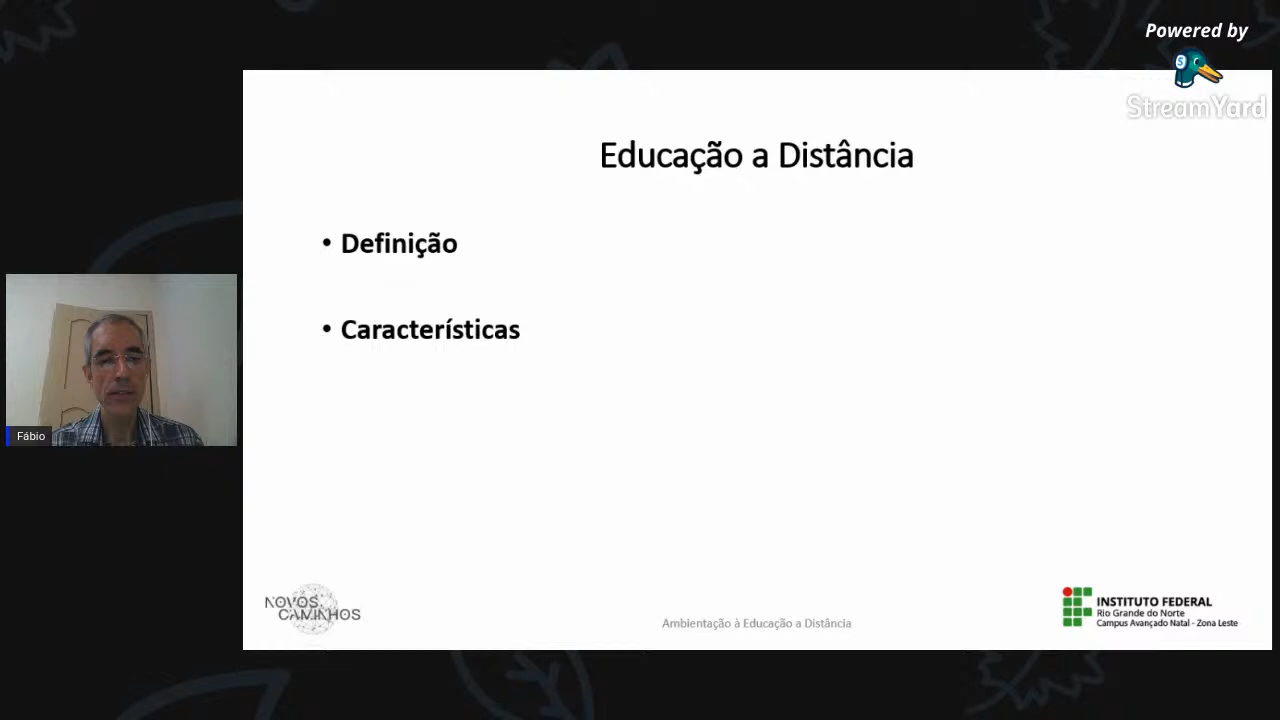 Powered by
StreamYard
Educação a Distância
• Definição
• Características
Fábio
NOVOS
CAMINHOS
Ambientação à Educação a Distância
INSTITUTO FEDERAL
Rio Grande do Norte
Campus Avançado Natal - Zona Leste